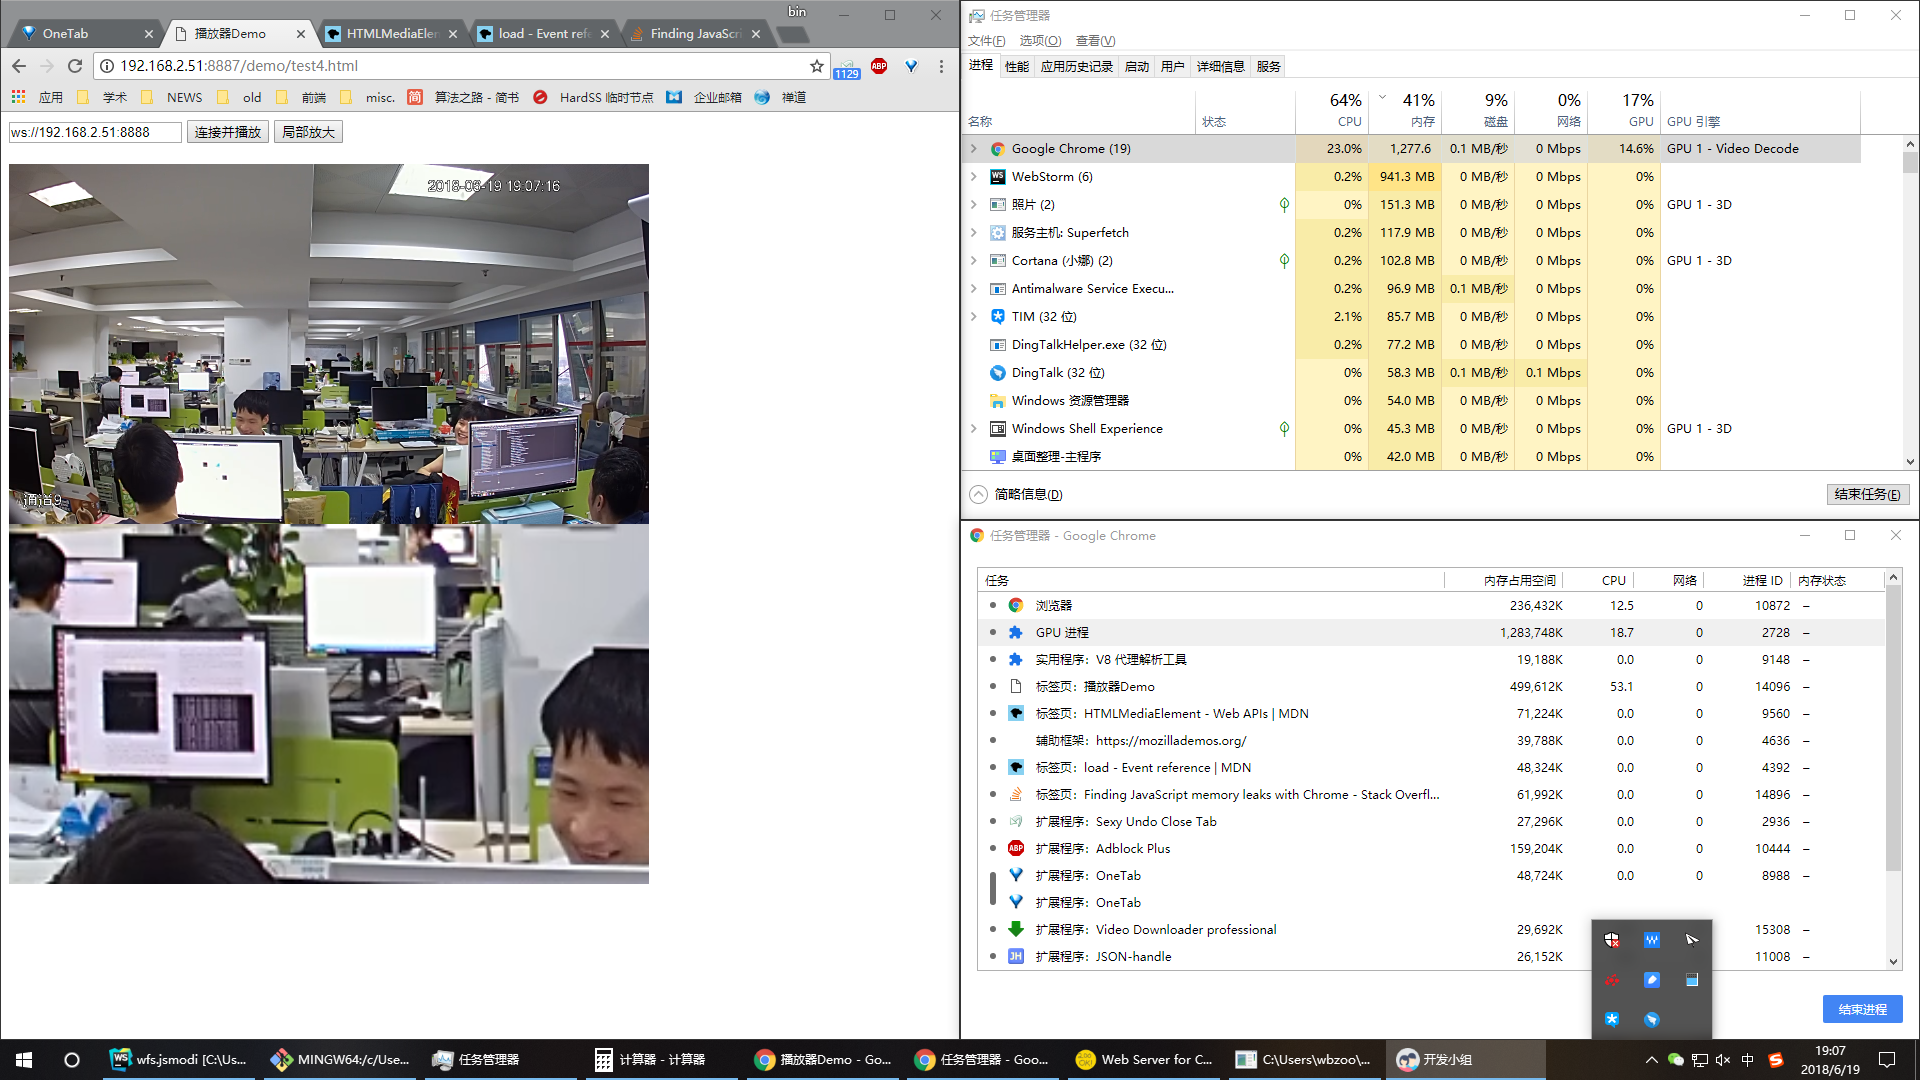 bin
OneTab
播放器Demo
HTMLMediaElem
load - Event refe
Finding JavaScri
192.168.2.51:8887/demo/test4.html
1129
ABP
应用
学术
NEWS
old
前端
misc.
简
算法之路 - 简书
HardSS 临时节点
企业邮箱
禅道
ws://192.168.2.51:8888
连接并播放
局部放大
2018-06-19 19:07:16
通道9
任务管理器
文件(F) 选项(O) 查看(V)
进程 性能 应用历史记录 启动 用户 详细信息 服务
64% 41% 9% 0% 17%
名称 状态 CPU 内存 磁盘 网络 GPU GPU 引擎
Google Chrome (19) 23.0% 1,277.6 0.1 MB/秒 0 Mbps 14.6% GPU 1 - Video Decode
WebStorm (6) 0.2% 941.3 MB 0 MB/秒 0 Mbps 0%
照片 (2) 0% 151.3 MB 0 MB/秒 0 Mbps 0% GPU 1 - 3D
服务主机: Superfetch 0.2% 117.9 MB 0 MB/秒 0 Mbps 0%
Cortana (小娜) (2) 0.2% 102.8 MB 0 MB/秒 0 Mbps 0% GPU 1 - 3D
Antimalware Service Execu... 0.2% 96.9 MB 0.1 MB/秒 0 Mbps 0%
TIM (32 位) 2.1% 85.7 MB 0 MB/秒 0 Mbps 0%
DingTalkHelper.exe (32 位) 0.2% 77.2 MB 0 MB/秒 0 Mbps 0%
DingTalk (32 位) 0% 58.3 MB 0.1 MB/秒 0.1 Mbps 0%
Windows 资源管理器 0% 54.0 MB 0 MB/秒 0 Mbps 0%
Windows Shell Experience 0% 45.3 MB 0 MB/秒 0 Mbps 0% GPU 1 - 3D
桌面整理-主程序 0% 42.0 MB 0 MB/秒 0 Mbps 0%
简略信息(D)
结束任务(E)
任务管理器 - Google Chrome
任务 内存占用空间 CPU 网络 进程 ID 内存状态
浏览器 236,432K 12.5 0 10872 –
GPU 进程 1,283,748K 18.7 0 2728 –
实用程序: V8 代理解析工具 19,188K 0.0 0 9148 –
标签页: 播放器Demo 499,612K 53.1 0 14096 –
标签页: HTMLMediaElement - Web APIs | MDN 71,224K 0.0 0 9560 –
辅助框架: https://mozillademos.org/ 39,788K 0.0 0 4636 –
标签页: load - Event reference | MDN 48,324K 0.0 0 4392 –
标签页: Finding JavaScript memory leaks with Chrome - Stack Overfl... 61,992K 0.0 0 14896 –
扩展程序: Sexy Undo Close Tab 27,296K 0.0 0 2936 –
ABP 扩展程序: Adblock Plus 159,204K 0.0 0 10444 –
扩展程序: OneTab 48,724K 0.0 0 8988 –
扩展程序: OneTab
扩展程序: Video Downloader professional 29,692K 15308 –
JH 扩展程序: JSON-handle 26,152K 11008 –
结束进程
wfs.jsmodi [C:\Us...
MINGW64:/c/Use...
任务管理器
计算器 - 计算器
播放器Demo - Go...
任务管理器 - Goo...
Web Server for C...
C:\Users\wbzoo\...
开发小组
中
19:07
2018/6/19